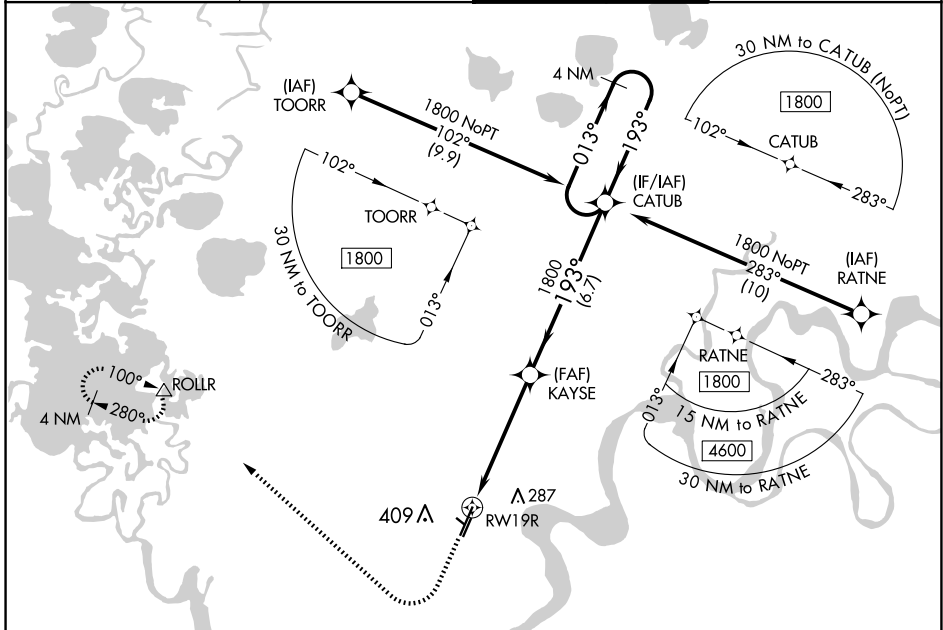 30 NM to CATUB (NoPT)
1800
102°
CATUB
283°
4 NM
013°
193°
(IAF)
TOORR
1800 NoPT
102°
(9.9)
(IF/IAF)
CATUB
102°
TOORR
1800
013°
30 NM to TOORR
1800 NoPT
283°
(10)
(IAF)
RATNE
1800
193°
(6.7)
(FAF)
KAYSE
RATNE
1800
283°
013°
15 NM to RATNE
4600
30 NM to RATNE
100°
ROLLR
4 NM
280°
409
287
RW19R